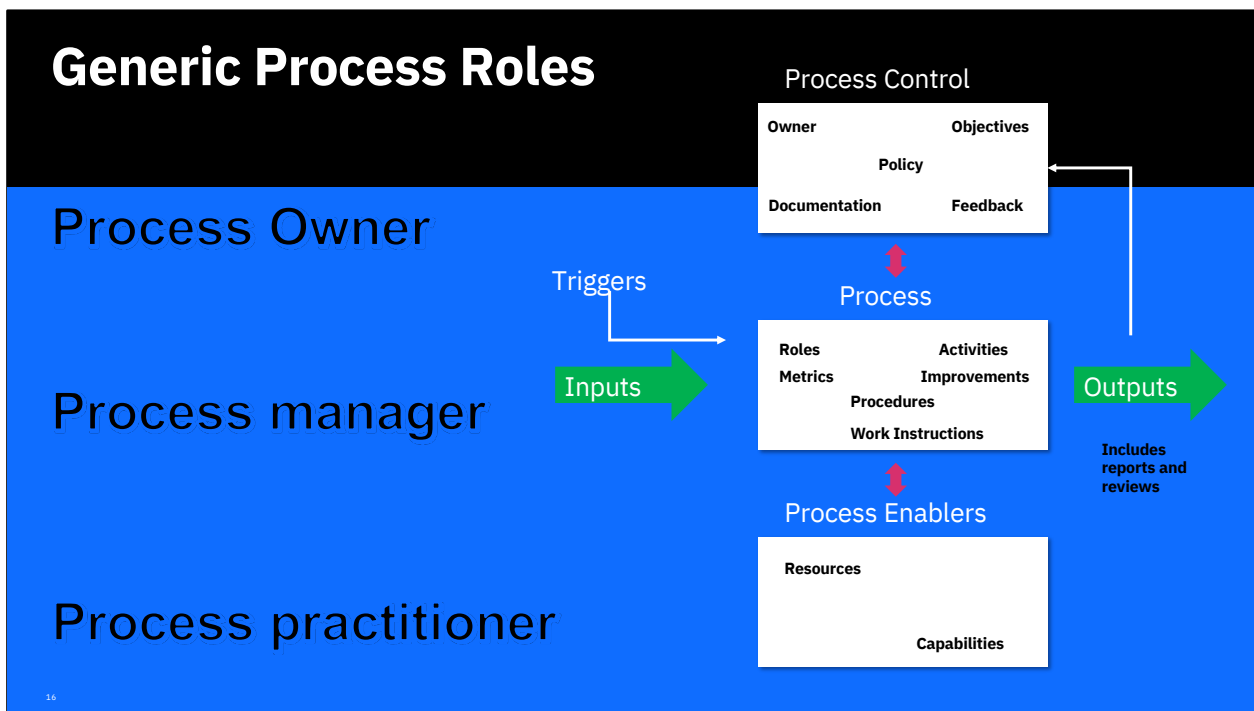 Generic Process Roles
Process Control
Owner Objectives
Policy
Documentation Feedback
Process Owner
Triggers
Process
Roles Activities
Metrics Improvements
Procedures
Work Instructions
Inputs
Outputs
Process manager
Includes
reports and
reviews
Process Enablers
Resources
Capabilities
Process practitioner
16